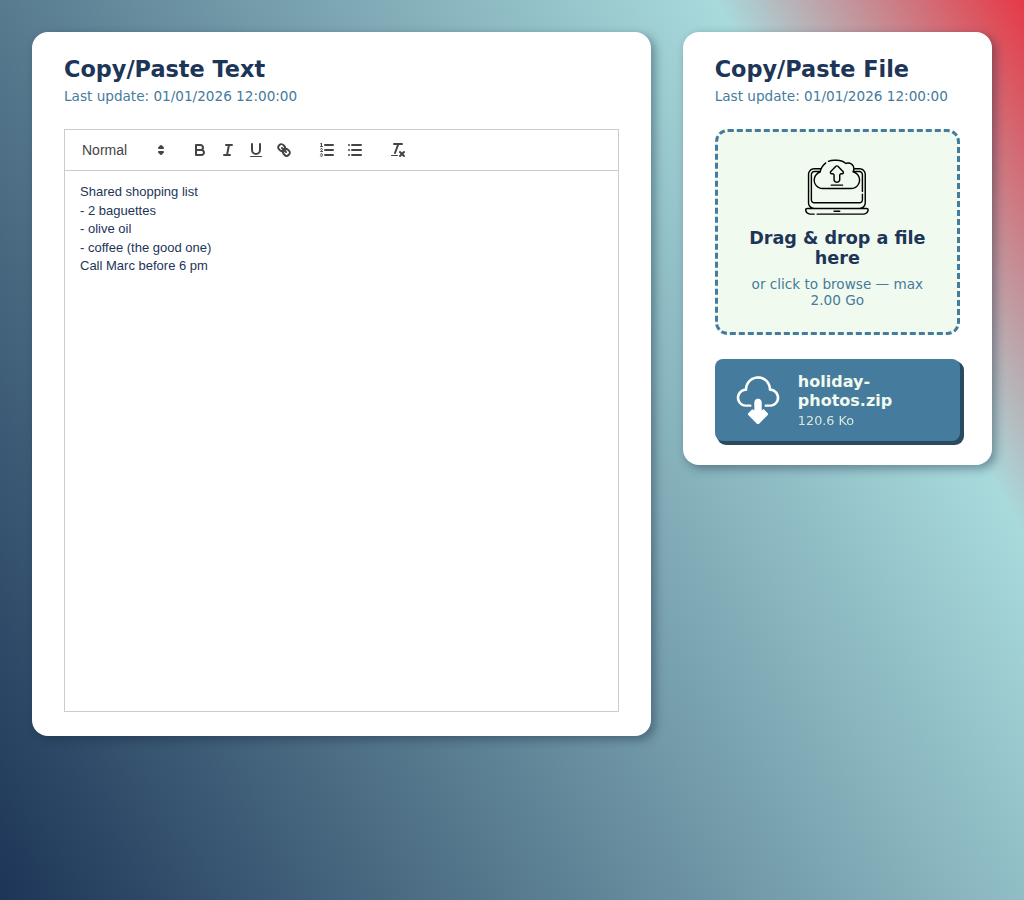 Copy/Paste Text
Last update: 01/01/2026 12:00:00
Normal
Shared shopping list
- 2 baguettes
- olive oil
- coffee (the good one)
Call Marc before 6 pm
Copy/Paste File
Last update: 01/01/2026 12:00:00
Drag & drop a file
here
or click to browse — max
2.00 Go
holiday-
photos.zip
120.6 Ko